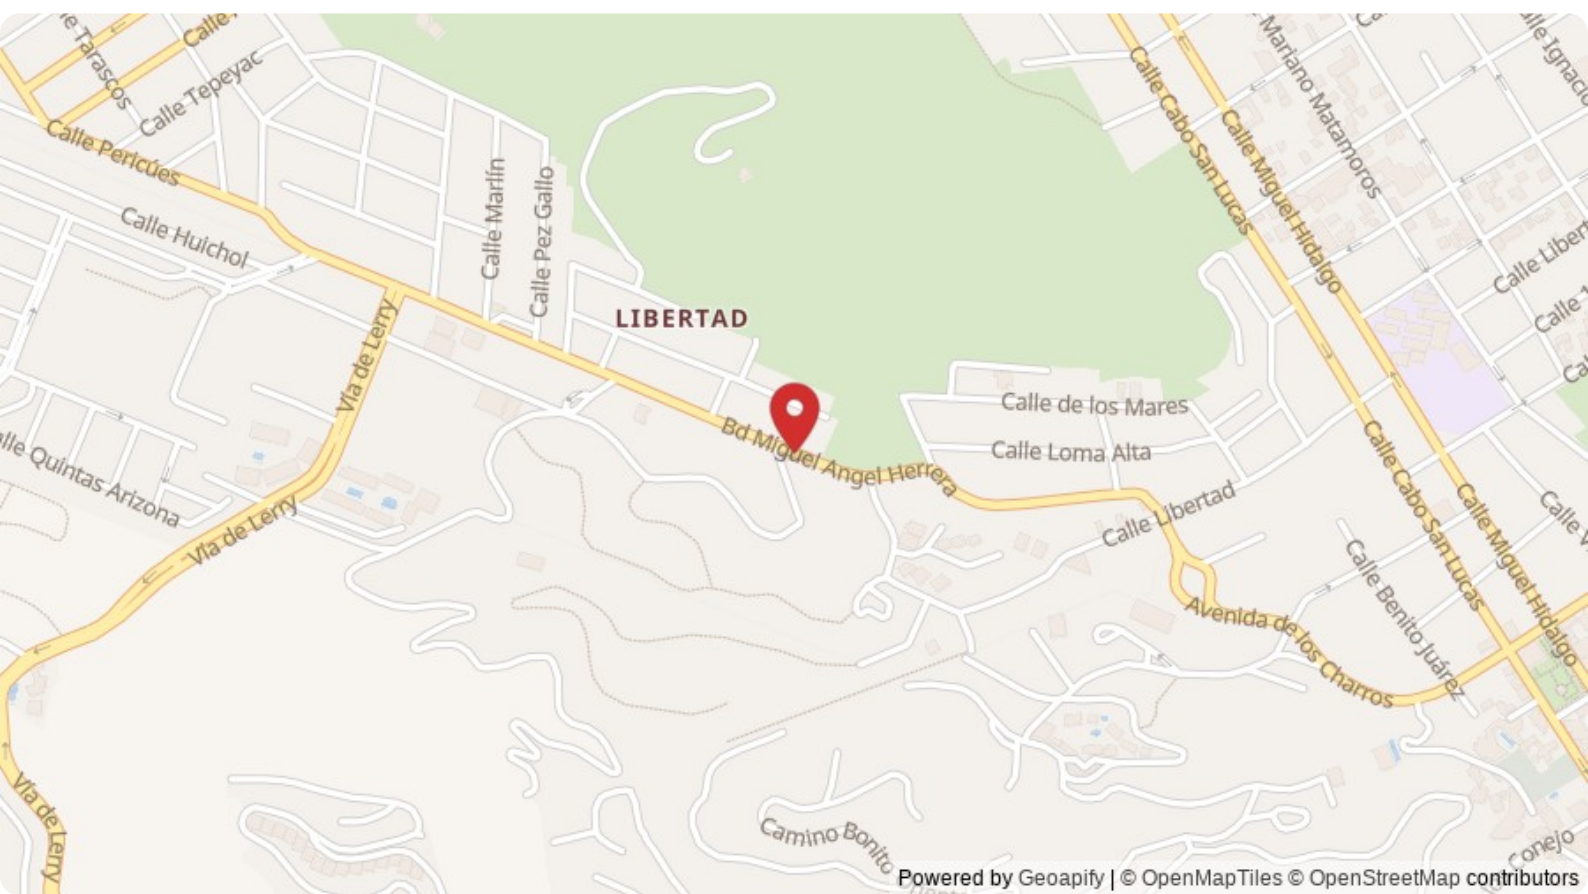 Calle Tepeyac
Calle Pericúes
Calle Huichol
Calle Marlín
Calle Pez Gallo
LIBERTAD
Vía de Lerry
Quintas Arizona
Vía de Lerry
Vía de Lerry
Bd Miguel Angel Herrera
Calle Cabo San Lucas
Calle Miguel Hidalgo
Mariano Matamoros
Calle de los Mares
Calle Loma Alta
Calle Libertad
Calle Cabo San Lucas
Calle Miguel Hidalgo
Calle Benito Juárez
Avenida de los Charros
Camino Bonito
Conejo
Powered by Geoapify | © OpenMapTiles © OpenStreetMap contributors